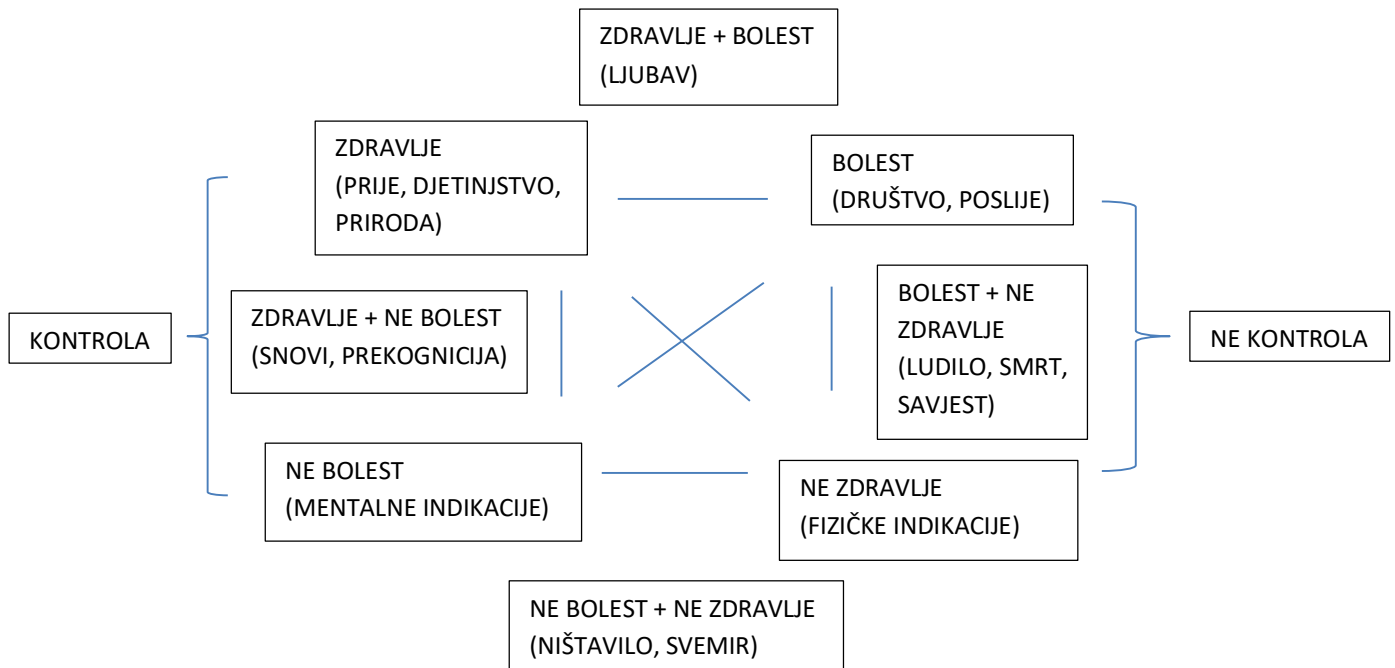 ZDRAVLJE + BOLEST
(LJUBAV)
ZDRAVLJE
(PRIJE, DJETINJSTVO,
PRIRODA)
BOLEST
(DRUŠTVO, POSLIJE)
KONTROLA
ZDRAVLJE + NE BOLEST
(SNOVI, PREKOGNICIJA)
BOLEST + NE
ZDRAVLJE
(LUDILO, SMRT,
SAVJEST)
NE KONTROLA
NE BOLEST
(MENTALNE INDIKACIJE)
NE ZDRAVLJE
(FIZIČKE INDIKACIJE)
NE BOLEST + NE ZDRAVLJE
(NIŠTAVILO, SVEMIR)